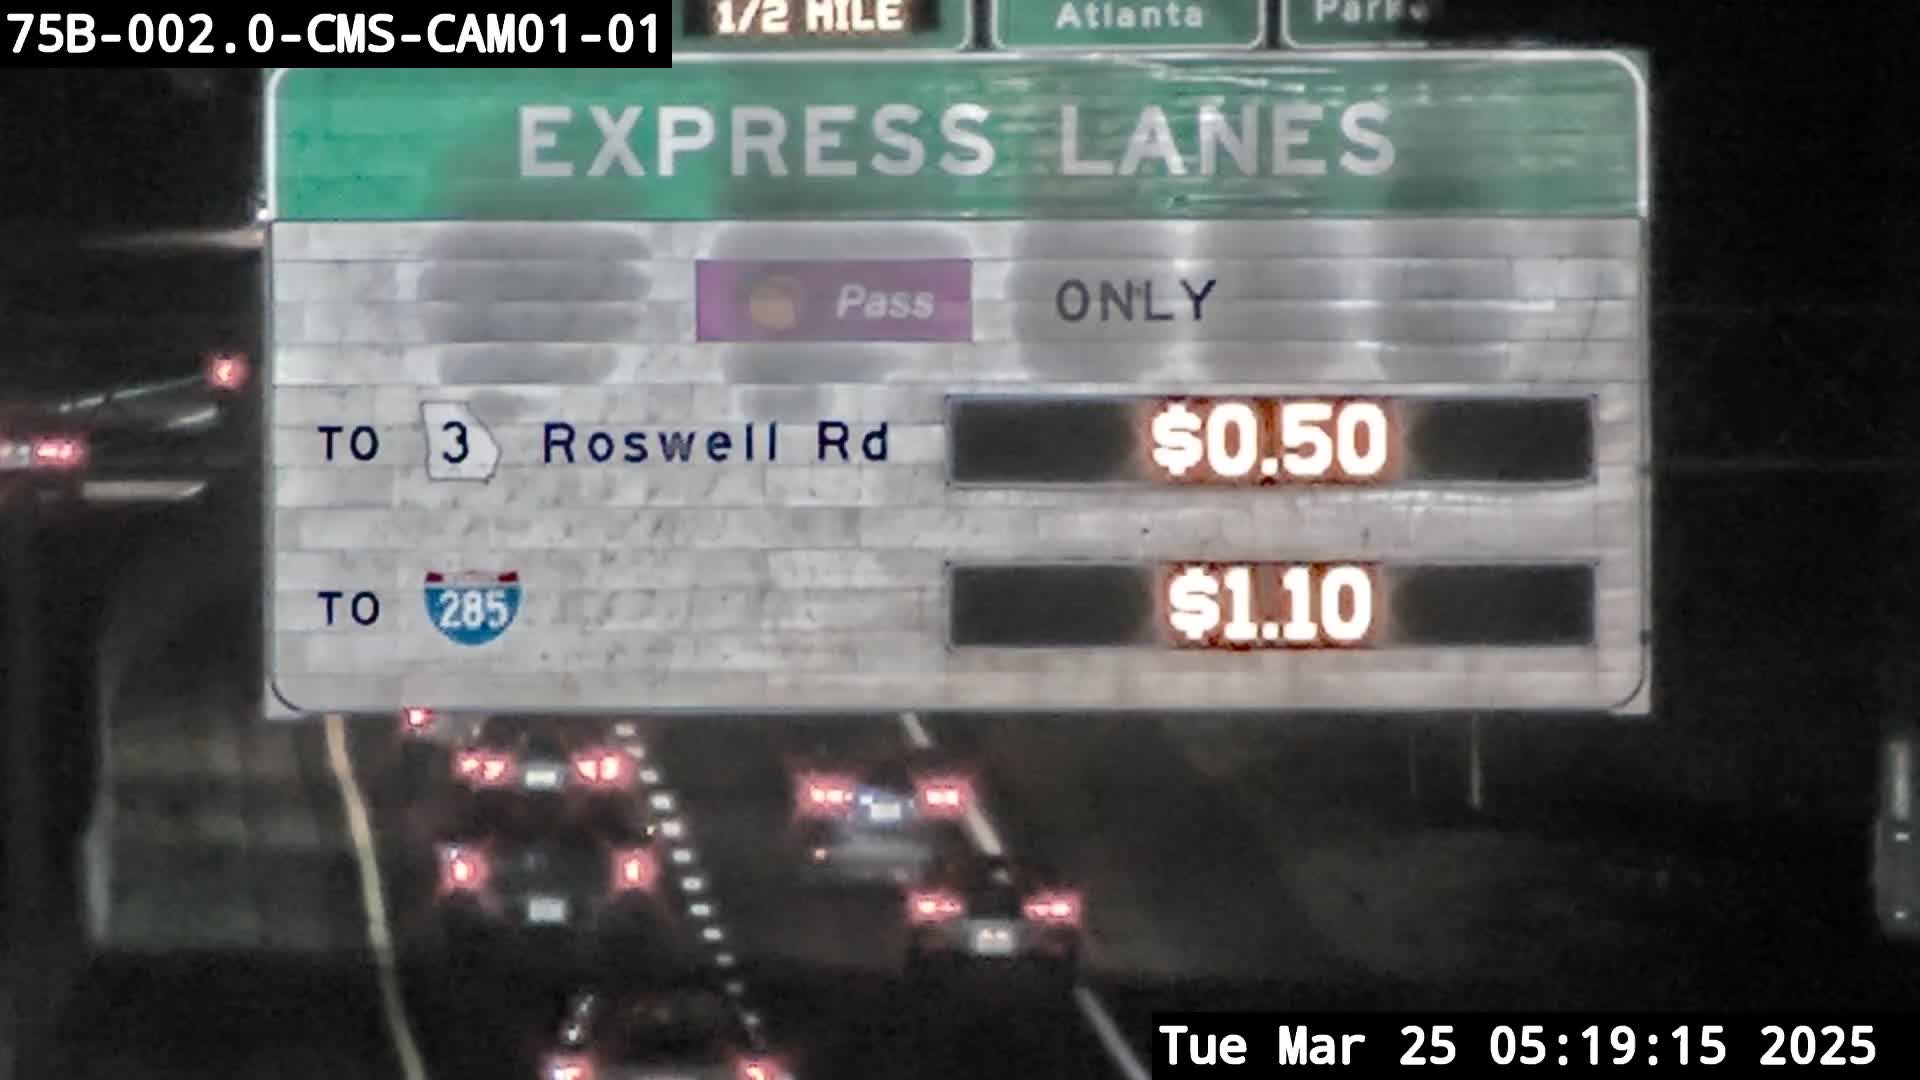 75B-002.0-CMS-CAM01-01
1/2 MILE
Atlanta
EXPRESS LANES
Pass ONLY
TO 3 Roswell Rd $0.50
TO 285 $1.10
Tue Mar 25 05:19:15 2025